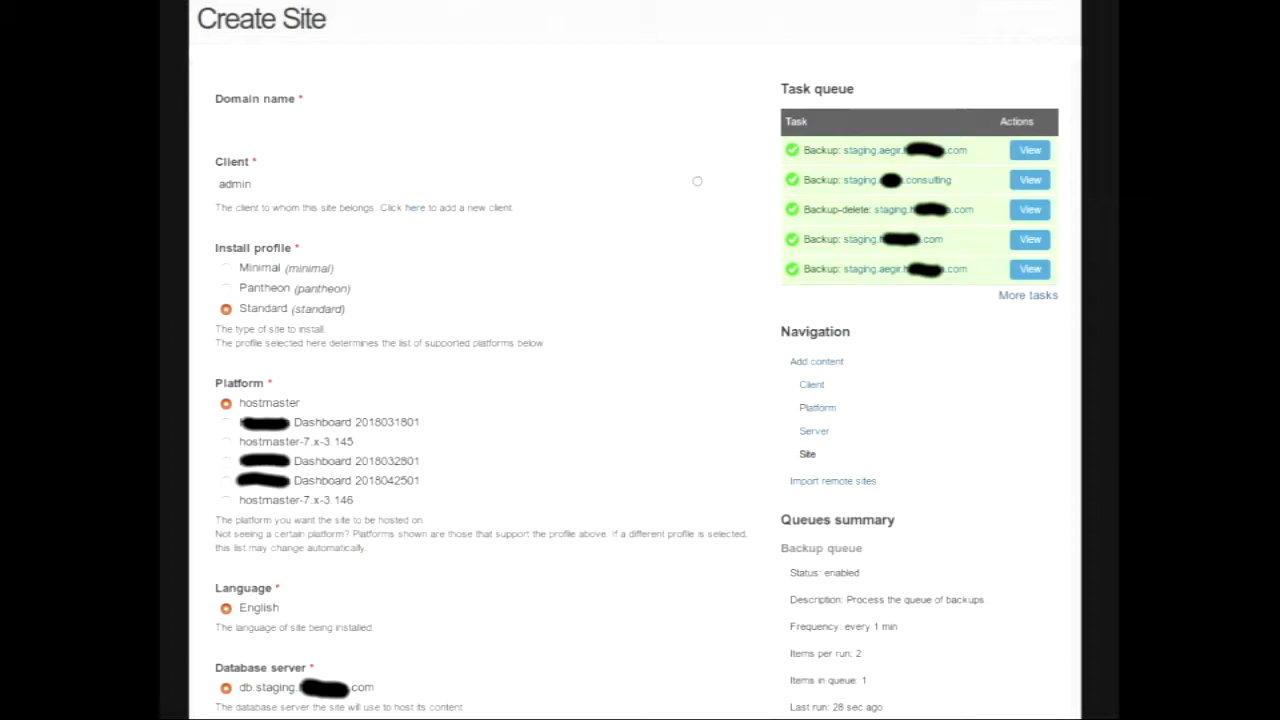 Create Site
Domain name *
Client *
admin
The client to whom this site belongs. Click here to add a new client.
Install profile *
Minimal (minimal)
Pantheon (pantheon)
Standard (standard)
The type of site to install.
The profile selected here determines the list of supported platforms below
Platform *
hostmaster
Dashboard 2018031801
hostmaster-7.x-3.145
Dashboard 2018032801
Dashboard 2018042501
hostmaster-7.x-3.146
The platform you want the site to be hosted on
Not seeing a certain platform? Platforms shown are those that support the profile above. If a different profile is selected,
this list may change automatically
Language *
English
The language of site being installed.
Database server *
db.staging. .com
The database server the site will use to host its content
Task queue
Task Actions
Backup: staging.aegir. .com View
Backup: staging. .consulting View
Backup-delete: staging. .com View
Backup: staging. .com View
Backup: staging.aegir. .com View
More tasks
Navigation
Add content
Client
Platform
Server
Site
Import remote sites
Queues summary
Backup queue
Status: enabled
Description: Process the queue of backups.
Frequency: every 1 min
Items per run: 2
Items in queue: 1
Last run: 28 sec ago